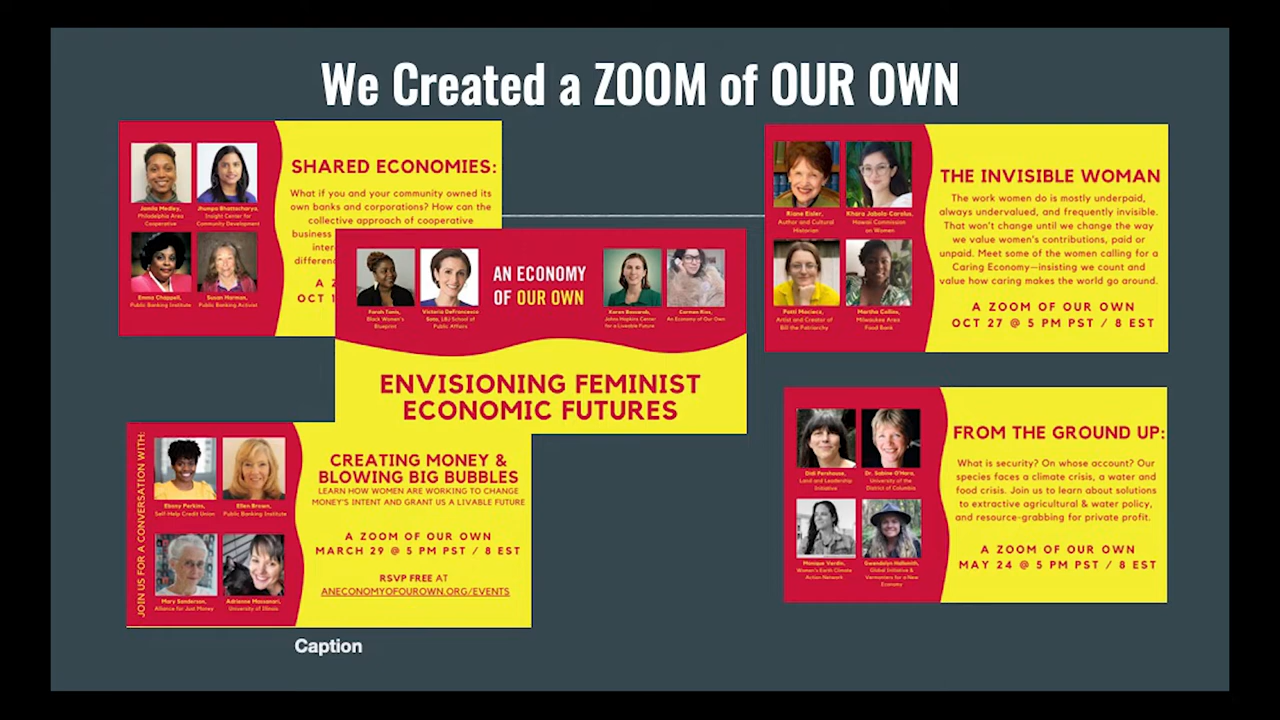 We Created a ZOOM of OUR OWN
SHARED ECONOMIES:
What if you and your community owned its
own banks and corporations? How can the
collective approach of cooperative
business
inter
differenc
A Z
OCT 1
Jamila Medley,
Philadelphia Area
Cooperative
Jhumpa Bhattacharya,
Insight Center for
Community Development
Emma Chappell,
Public Banking Institute
Susan Harman,
Public Banking Activist
AN ECONOMY
OF OUR OWN
Farah Tanis,
Black Women's
Blueprint
Victoria DeFrancesco
Soto, LBJ School of
Public Affairs
Karen Bassarab,
Johns Hopkins Center
for a Livable Future
Carmen Rios,
An Economy of Our Own
ENVISIONING FEMINIST
ECONOMIC FUTURES
THE INVISIBLE WOMAN
The work women do is mostly underpaid,
always undervalued, and frequently invisible.
That won't change until we change the way
we value women's contributions, paid or
unpaid. Meet some of the women calling for a
Caring Economy—insisting we count and
value how caring makes the world go around.
A ZOOM OF OUR OWN
OCT 27 @ 5 PM PST / 8 EST
Riane Eisler,
Author and Cultural
Historian
Khara Jabola-Carolus,
Hawaii Commission
on Women
Patti Maciesz,
Artist and Creator of
Bill the Patriarchy
Martha Collins,
Milwaukee Area
Food Bank
JOIN US FOR A CONVERSATION WITH:
Ebony Perkins,
Self-Help Credit Union
Ellen Brown,
Public Banking Institute
Mary Sanderson,
Alliance for Just Money
Adrienne Massanari,
University of Illinois
CREATING MONEY &
BLOWING BIG BUBBLES
LEARN HOW WOMEN ARE WORKING TO CHANGE
MONEY'S INTENT AND GRANT US A LIVABLE FUTURE
A ZOOM OF OUR OWN
MARCH 29 @ 5 PM PST / 8 EST
RSVP FREE AT
ANECONOMYOFOUROWN.ORG/EVENTS
FROM THE GROUND UP:
What is security? On whose account? Our
species faces a climate crisis, a water and
food crisis. Join us to learn about solutions
to extractive agricultural & water policy,
and resource-grabbing for private profit.
A ZOOM OF OUR OWN
MAY 24 @ 5 PM PST / 8 EST
Didi Pershouse,
Land and Leadership
Initiative
Dr. Sabine O'Hara,
University of the
District of Columbia
Monique Verdin,
Women's Earth Climate
Action Network
Gwendolyn Hallsmith,
Global Initiative &
Vermonters for a New
Economy
Caption